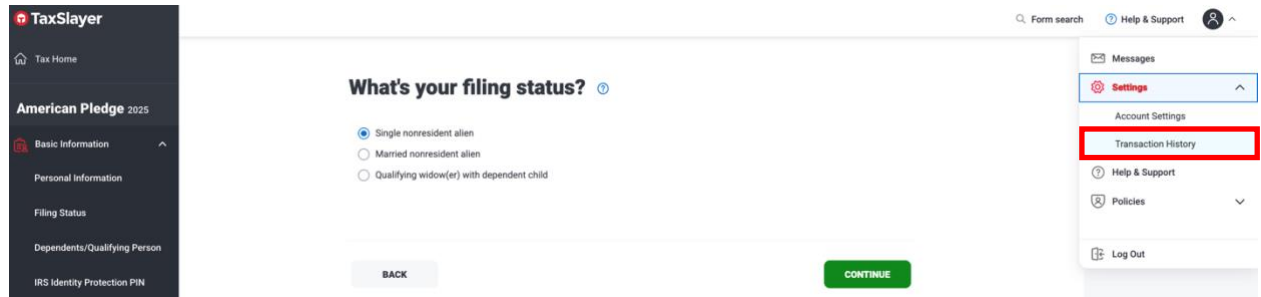 TaxSlayer
Form search
Help & Support
Tax Home
American Pledge 2025
Basic Information
Personal Information
Filing Status
Dependents/Qualifying Person
IRS Identity Protection PIN
What's your filing status?
Single nonresident alien
Married nonresident alien
Qualifying widow(er) with dependent child
BACK
CONTINUE
Messages
Settings
Account Settings
Transaction History
Help & Support
Policies
Log Out